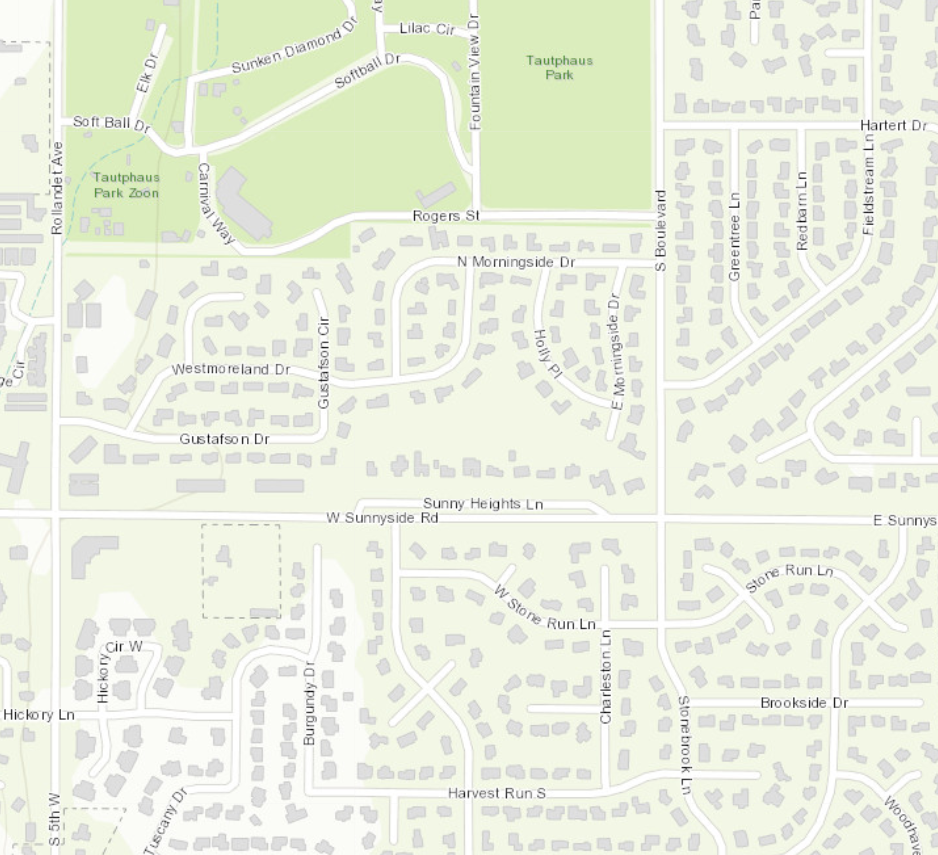 Lilac Cir
Sunken Diamond Dr
Fountain View Dr
Tautphaus
Park
Elk Dr
Softball Dr
Soft Ball Dr
Hartert Dr
Rollandet Ave
Tautphaus
Park Zoon
Carnival Way
Rogers St
S Boulevard
Greentree Ln
Redbarn Ln
Fieldstream Ln
N Morningside Dr
Gustafson Cir
Holly Pl
E Morningside Dr
Westmoreland Dr
ge Cir
Gustafson Dr
Sunny Heights Ln
W Sunnyside Rd
E Sunnys
Stone Run Ln
W Stone Run Ln
Cir W
Hickory
Burgundy Dr
Charleston Ln
Hickory Ln
Brookside Dr
Stonebrook Ln
Harvest Run S
S 5th W
Tuscany Dr
Woodhave